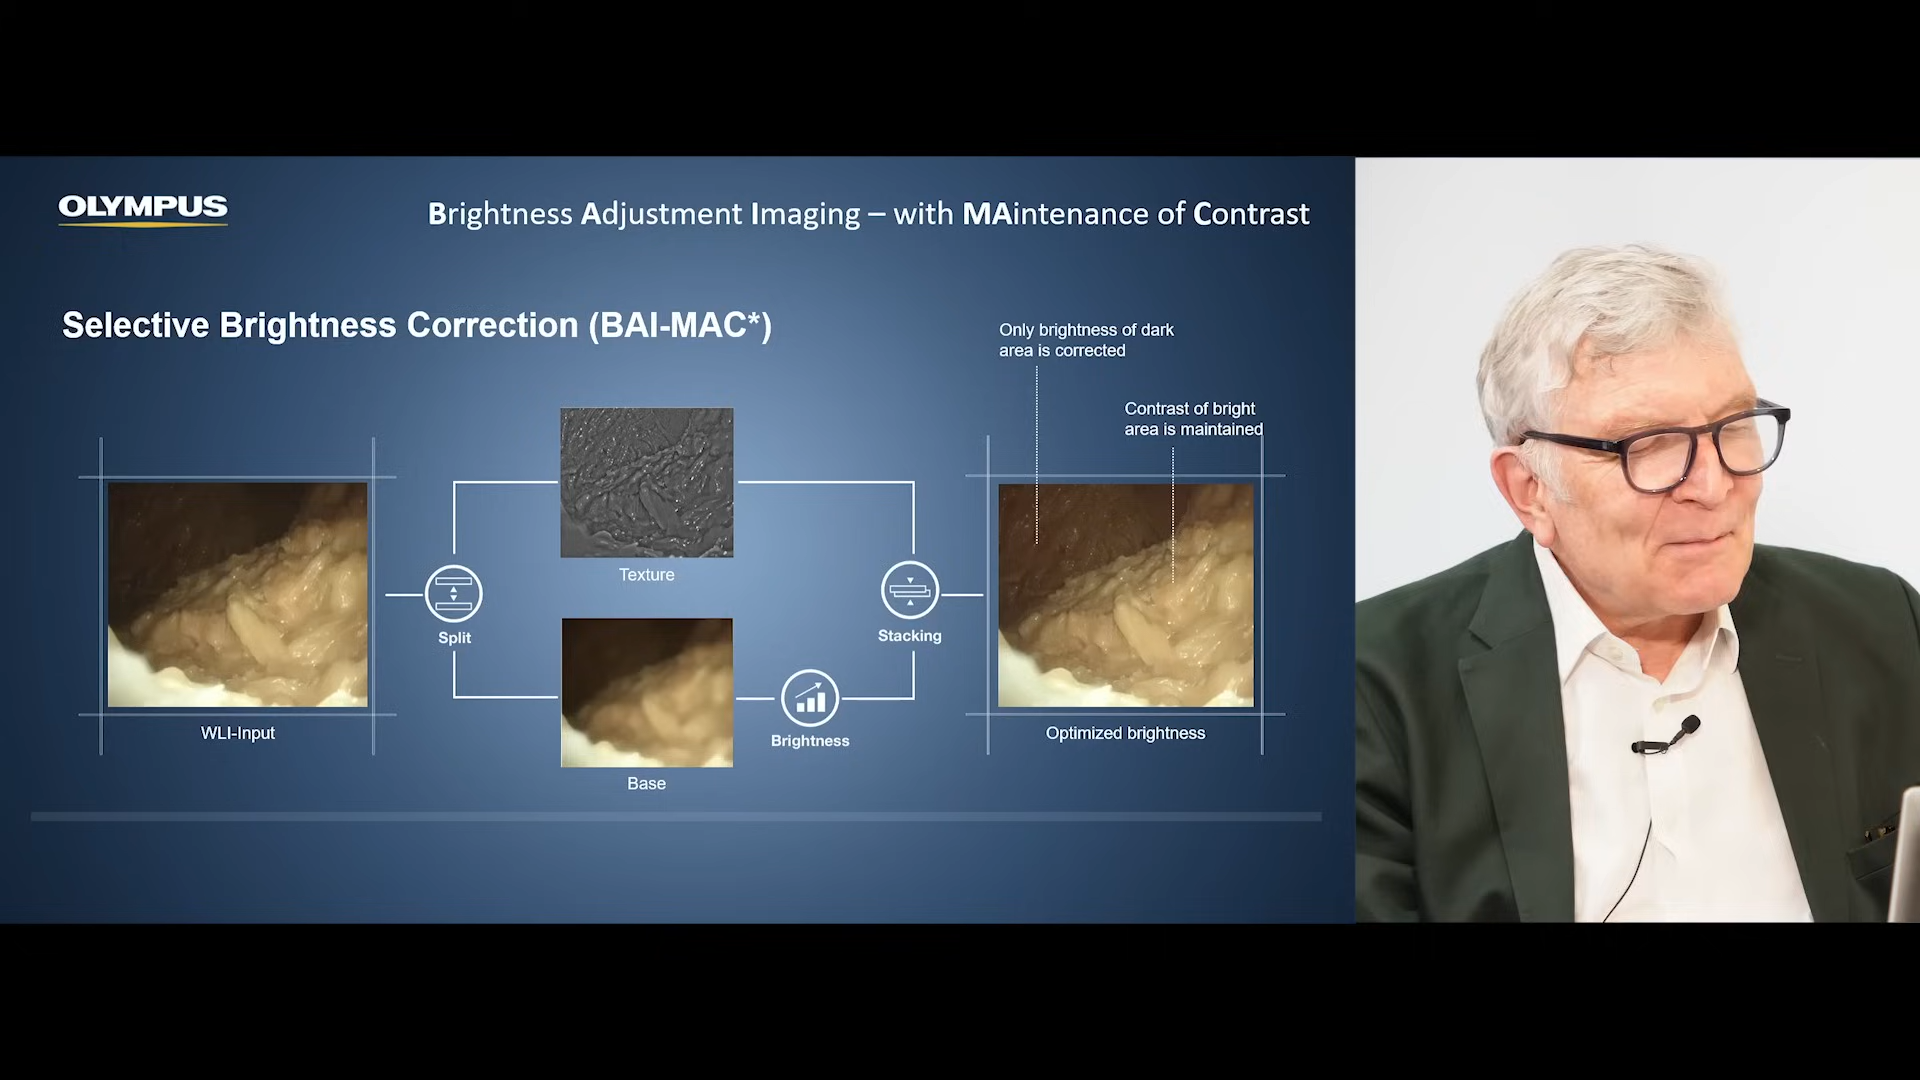 OLYMPUS
Brightness Adjustment Imaging – with MAintenance of Contrast
Selective Brightness Correction (BAI-MAC*)
Only brightness of dark
area is corrected
Contrast of bright
area is maintained
Texture
Split
Stacking
WLI-Input
Brightness
Optimized brightness
Base